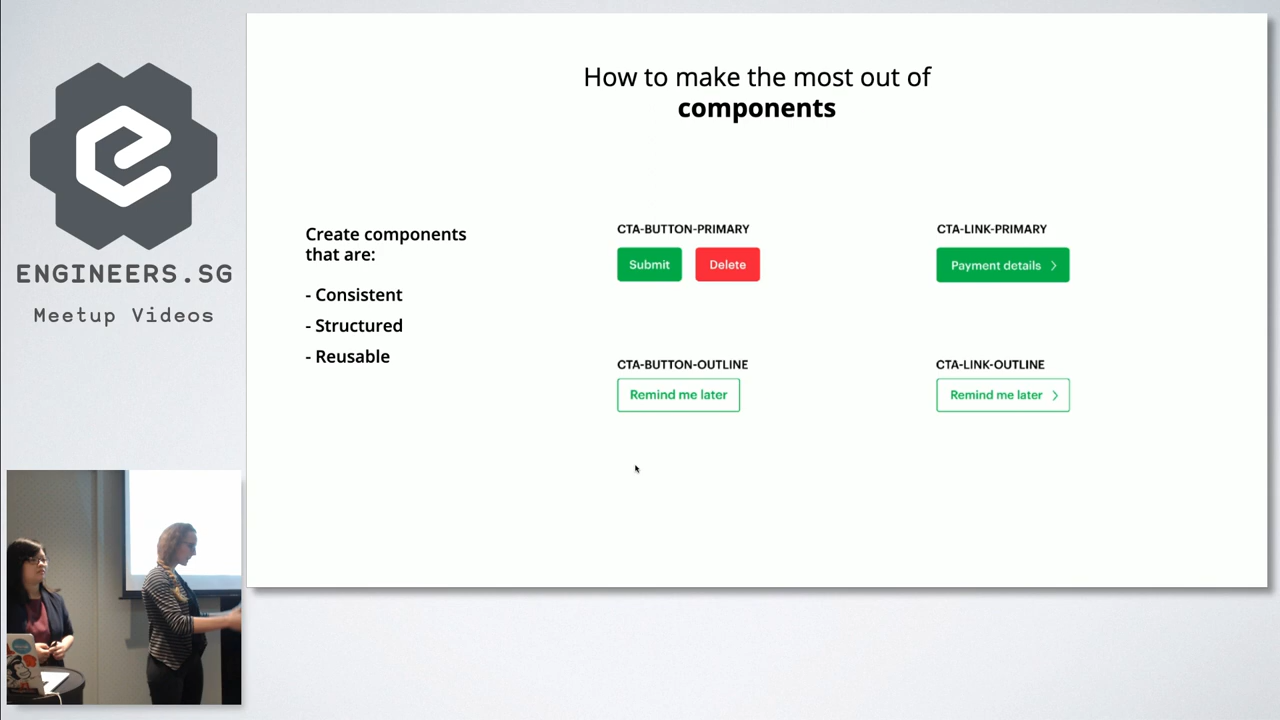 ENGINEERS.SG
Meetup Videos
How to make the most out of
components
Create components
that are:
- Consistent
- Structured
- Reusable
CTA-BUTTON-PRIMARY
Submit
Delete
CTA-LINK-PRIMARY
Payment details
CTA-BUTTON-OUTLINE
Remind me later
CTA-LINK-OUTLINE
Remind me later